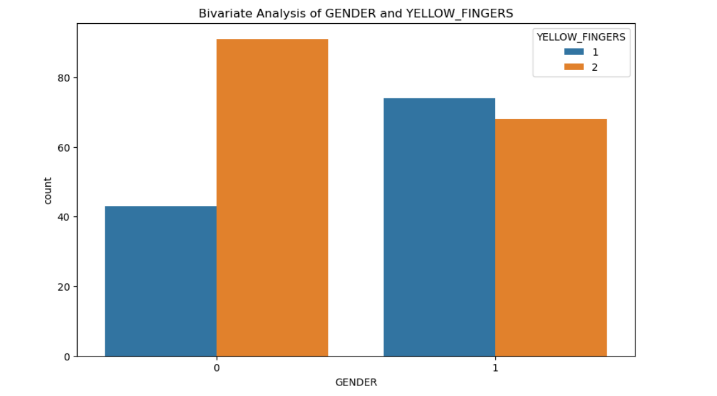 Bivariate Analysis of GENDER and YELLOW_FINGERS
YELLOW_FINGERS
1
2
count
80
60
40
20
0
0 1
GENDER